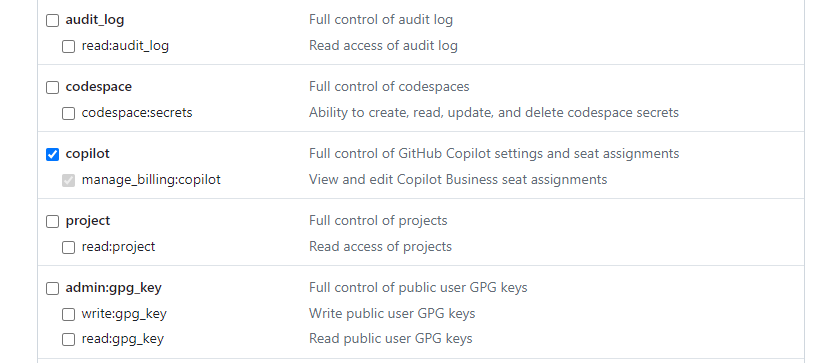 audit_log Full control of audit log
read:audit_log Read access of audit log
codespace Full control of codespaces
codespace:secrets Ability to create, read, update, and delete codespace secrets
copilot Full control of GitHub Copilot settings and seat assignments
manage_billing:copilot View and edit Copilot Business seat assignments
project Full control of projects
read:project Read access of projects
admin:gpg_key Full control of public user GPG keys
write:gpg_key Write public user GPG keys
read:gpg_key Read public user GPG keys